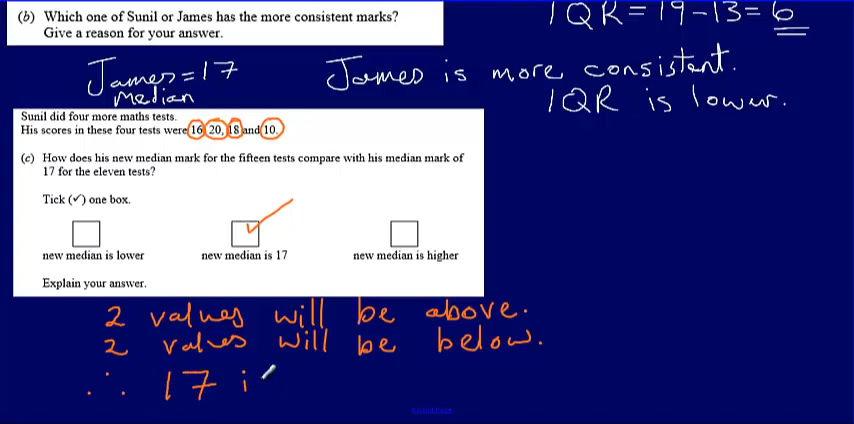 (b) Which one of Sunil or James has the more consistent marks?
Give a reason for your answer.
IQR = 19 - 13 = 6
James = 17
median
James is more consistent.
IQR is lower.
Sunil did four more maths tests.
His scores in these four tests were 16, 20, 18 and 10.
(c) How does his new median mark for the fifteen tests compare with his median mark of
17 for the eleven tests?
Tick (✓) one box.
✓
new median is lower new median is 17 new median is higher
Explain your answer.
2 values will be above.
2 values will be below.
∴ 17 i